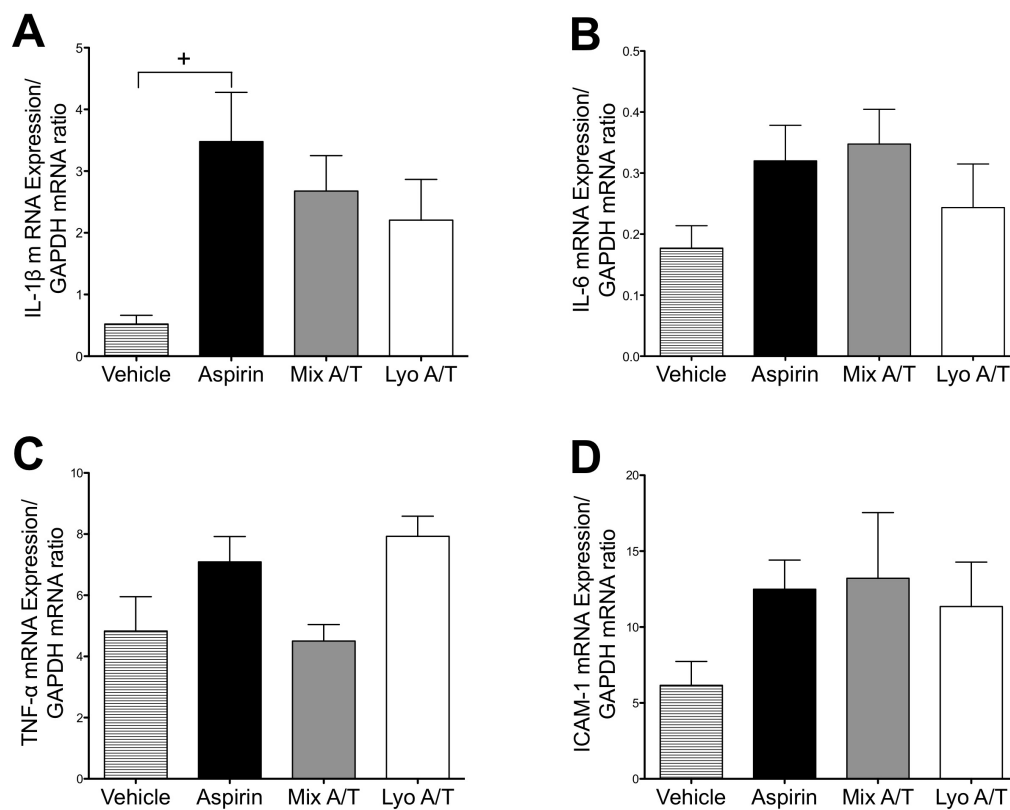 A
IL-1β m RNA Expression/
GAPDH mRNA ratio
5
4
3
2
1
0
+
Vehicle Aspirin Mix A/T Lyo A/T
B
IL-6 mRNA Expression/
GAPDH mRNA ratio
0.5
0.4
0.3
0.2
0.1
0.0
Vehicle Aspirin Mix A/T Lyo A/T
C
TNF-α mRNA Expression/
GAPDH mRNA ratio
10
8
6
4
2
0
Vehicle Aspirin Mix A/T Lyo A/T
D
ICAM-1 mRNA Expression/
GAPDH mRNA ratio
20
15
10
5
0
Vehicle Aspirin Mix A/T Lyo A/T